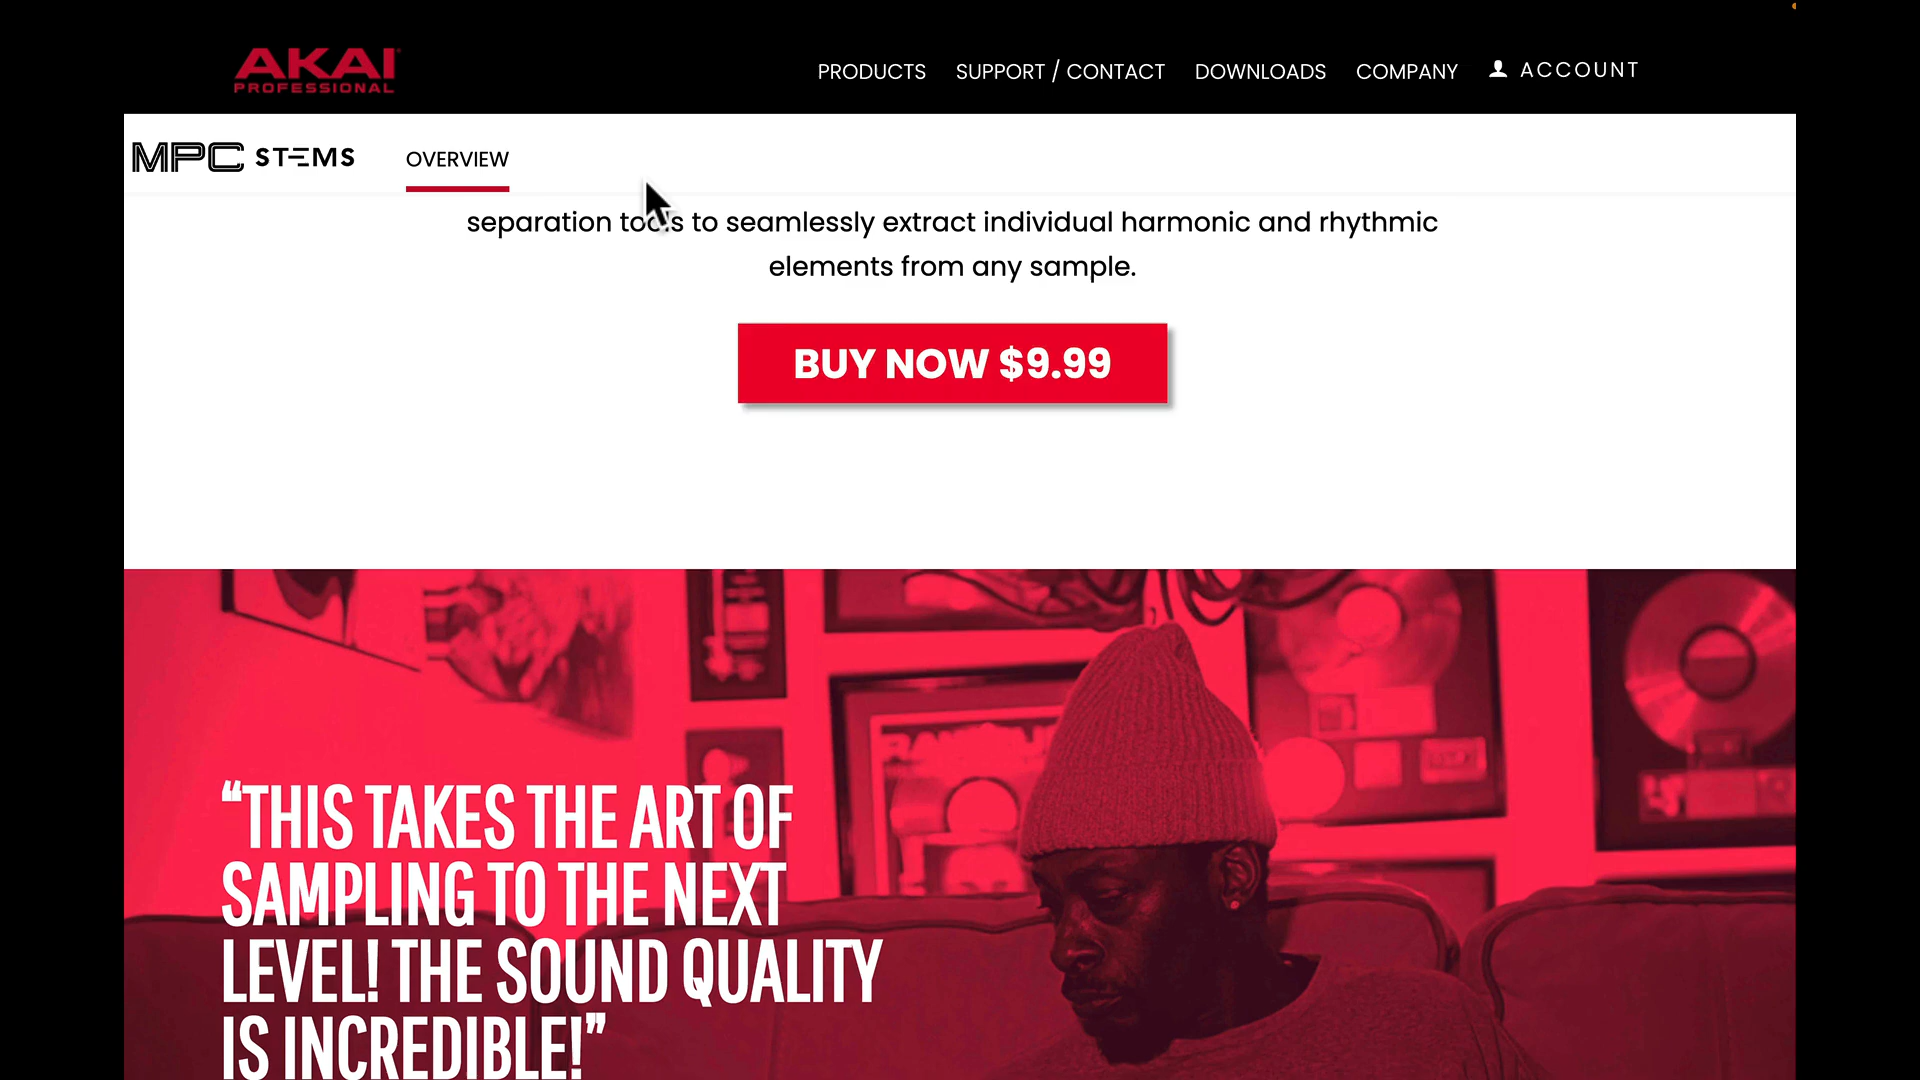 AKAI
PROFESSIONAL
PRODUCTS SUPPORT / CONTACT DOWNLOADS COMPANY ACCOUNT
MPC STEMS OVERVIEW
separation tools to seamlessly extract individual harmonic and rhythmic
elements from any sample.
BUY NOW $9.99
“THIS TAKES THE ART OF
SAMPLING TO THE NEXT
LEVEL! THE SOUND QUALITY
IS INCREDIBLE!”